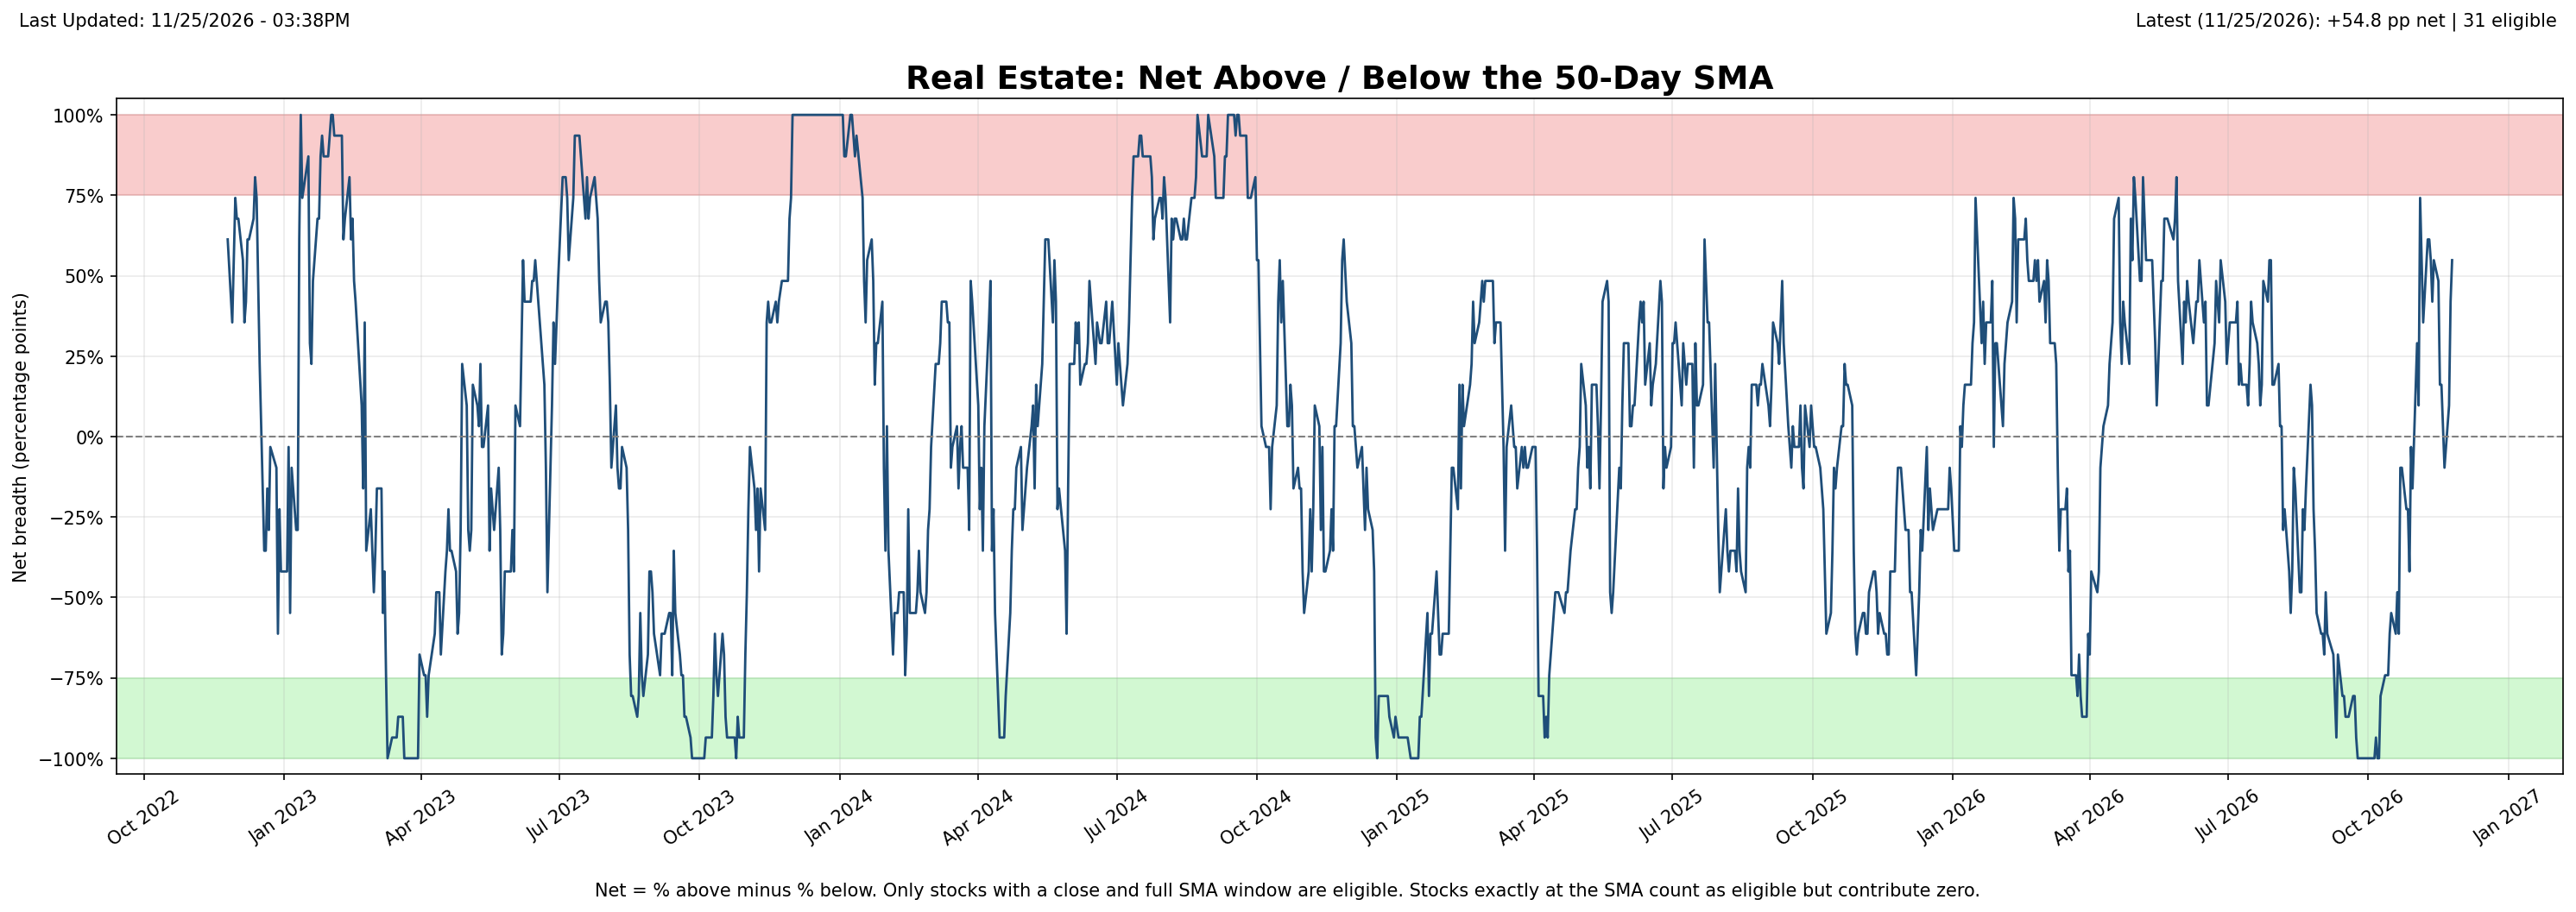 Last Updated: 11/25/2026 - 03:38PM
Latest (11/25/2026): +54.8 pp net | 31 eligible
Real Estate: Net Above / Below the 50-Day SMA
Net breadth (percentage points)
100%
75%
50%
25%
0%
−25%
−50%
−75%
−100%
Oct 2022
Jan 2023
Apr 2023
Jul 2023
Oct 2023
Jan 2024
Apr 2024
Jul 2024
Oct 2024
Jan 2025
Apr 2025
Jul 2025
Oct 2025
Jan 2026
Apr 2026
Jul 2026
Oct 2026
Jan 2027
Net = % above minus % below. Only stocks with a close and full SMA window are eligible. Stocks exactly at the SMA count as eligible but contribute zero.